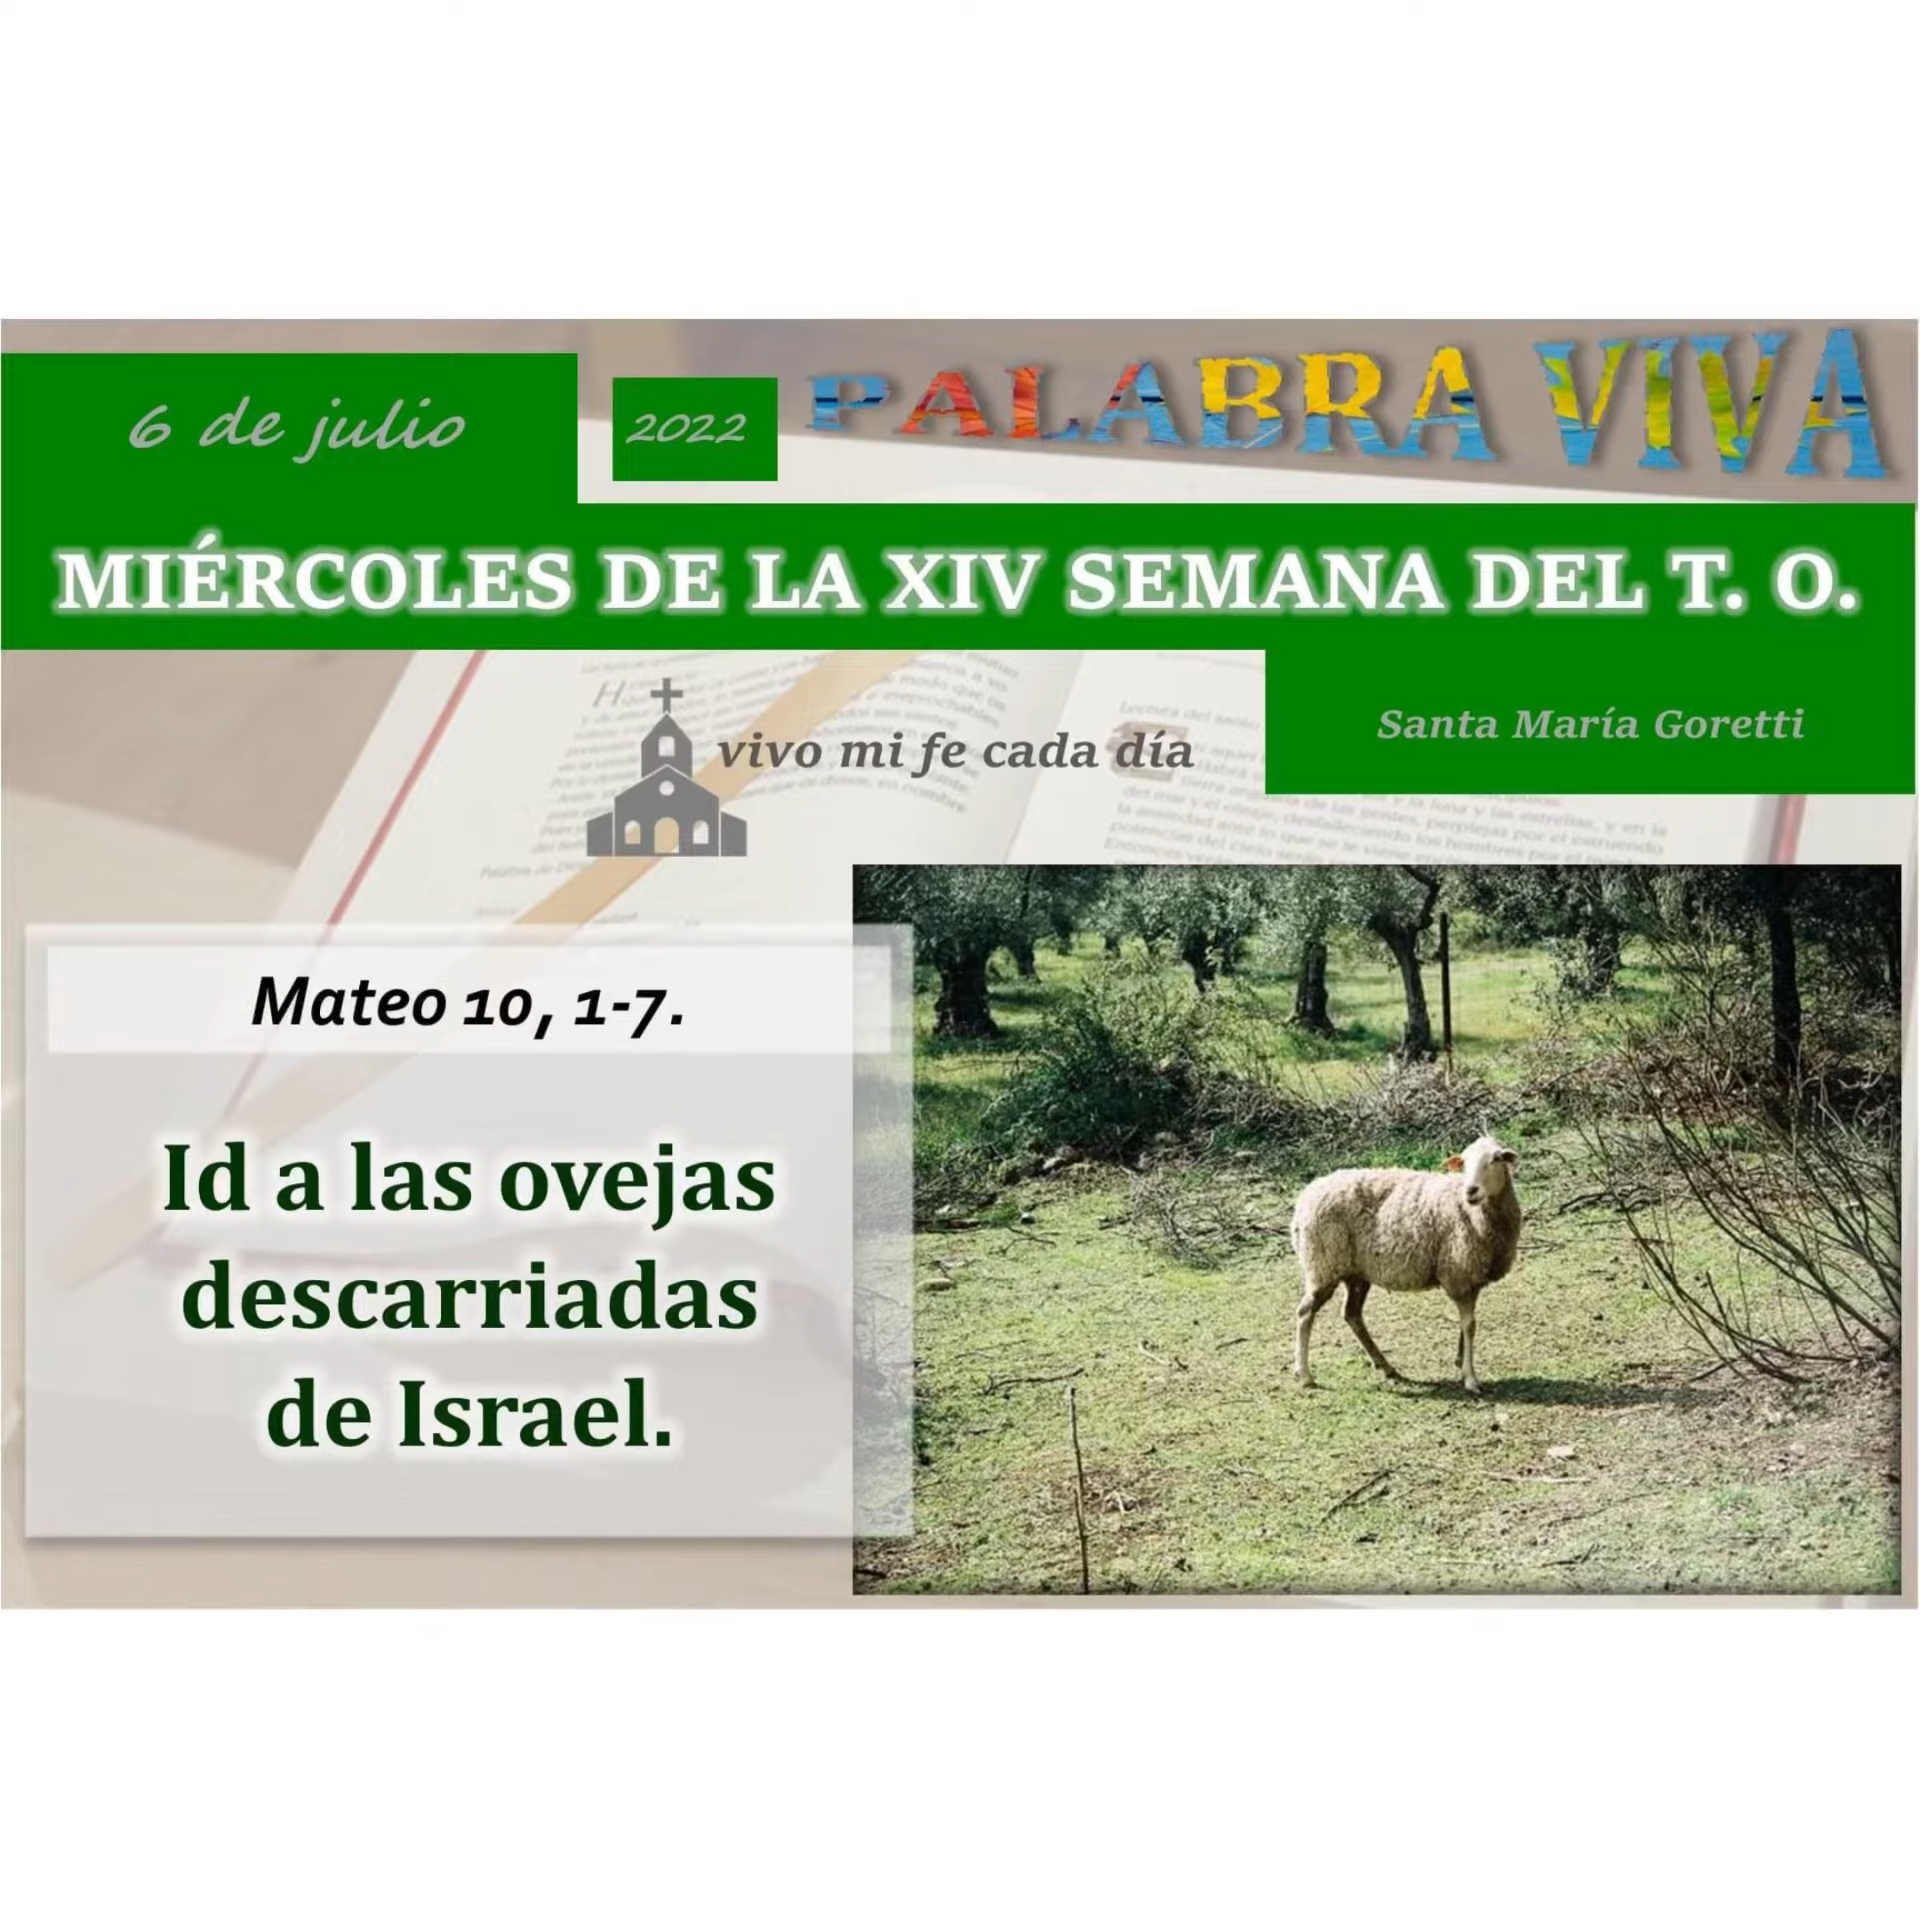 6 de julio
2022
PALABRA VIVA
MIÉRCOLES DE LA XIV SEMANA DEL T. O.
Santa María Goretti
vivo mi fe cada día
Mateo 10, 1-7.
Id a las ovejas
descarriadas
de Israel.